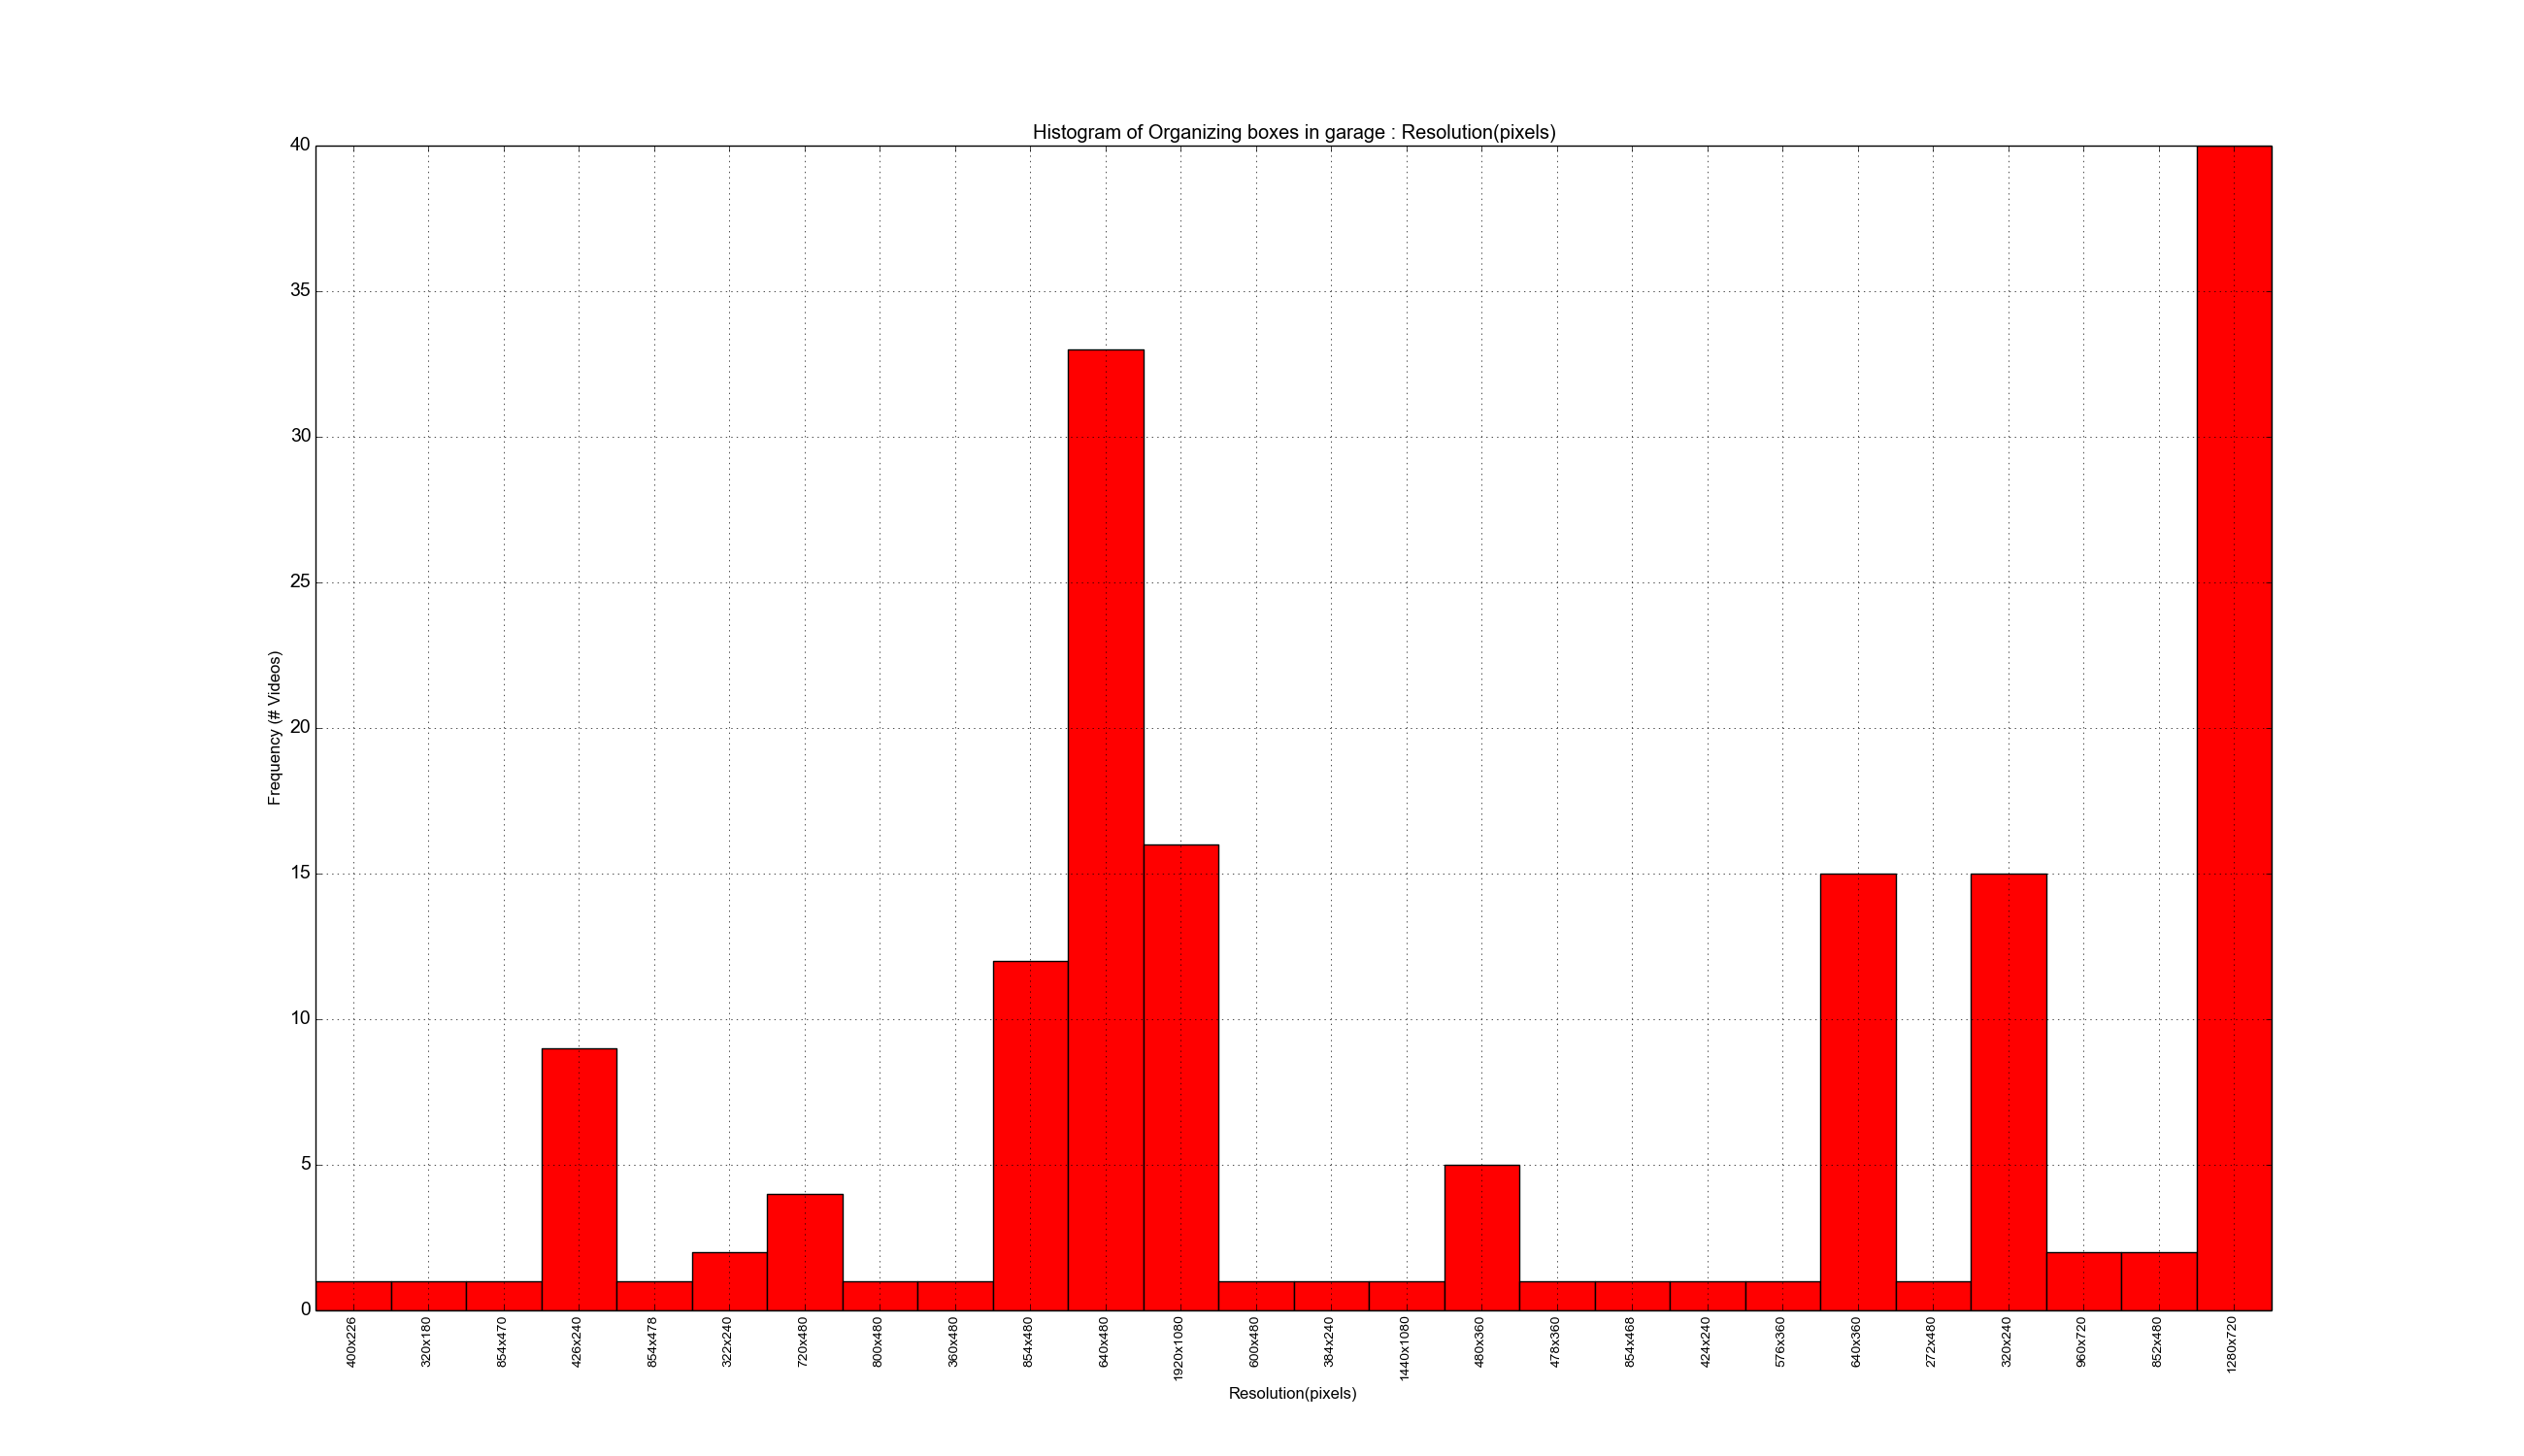 Histogram of Organizing boxes in garage : Resolution(pixels)
40
35
30
25
20
15
10
5
0
Frequency (# Videos)
400x226
320x180
854x470
426x240
854x478
322x240
720x480
800x480
360x480
854x480
640x480
1920x1080
600x480
384x240
1440x1080
480x360
478x360
854x468
424x240
576x360
640x360
272x480
320x240
960x720
852x480
1280x720
Resolution(pixels)